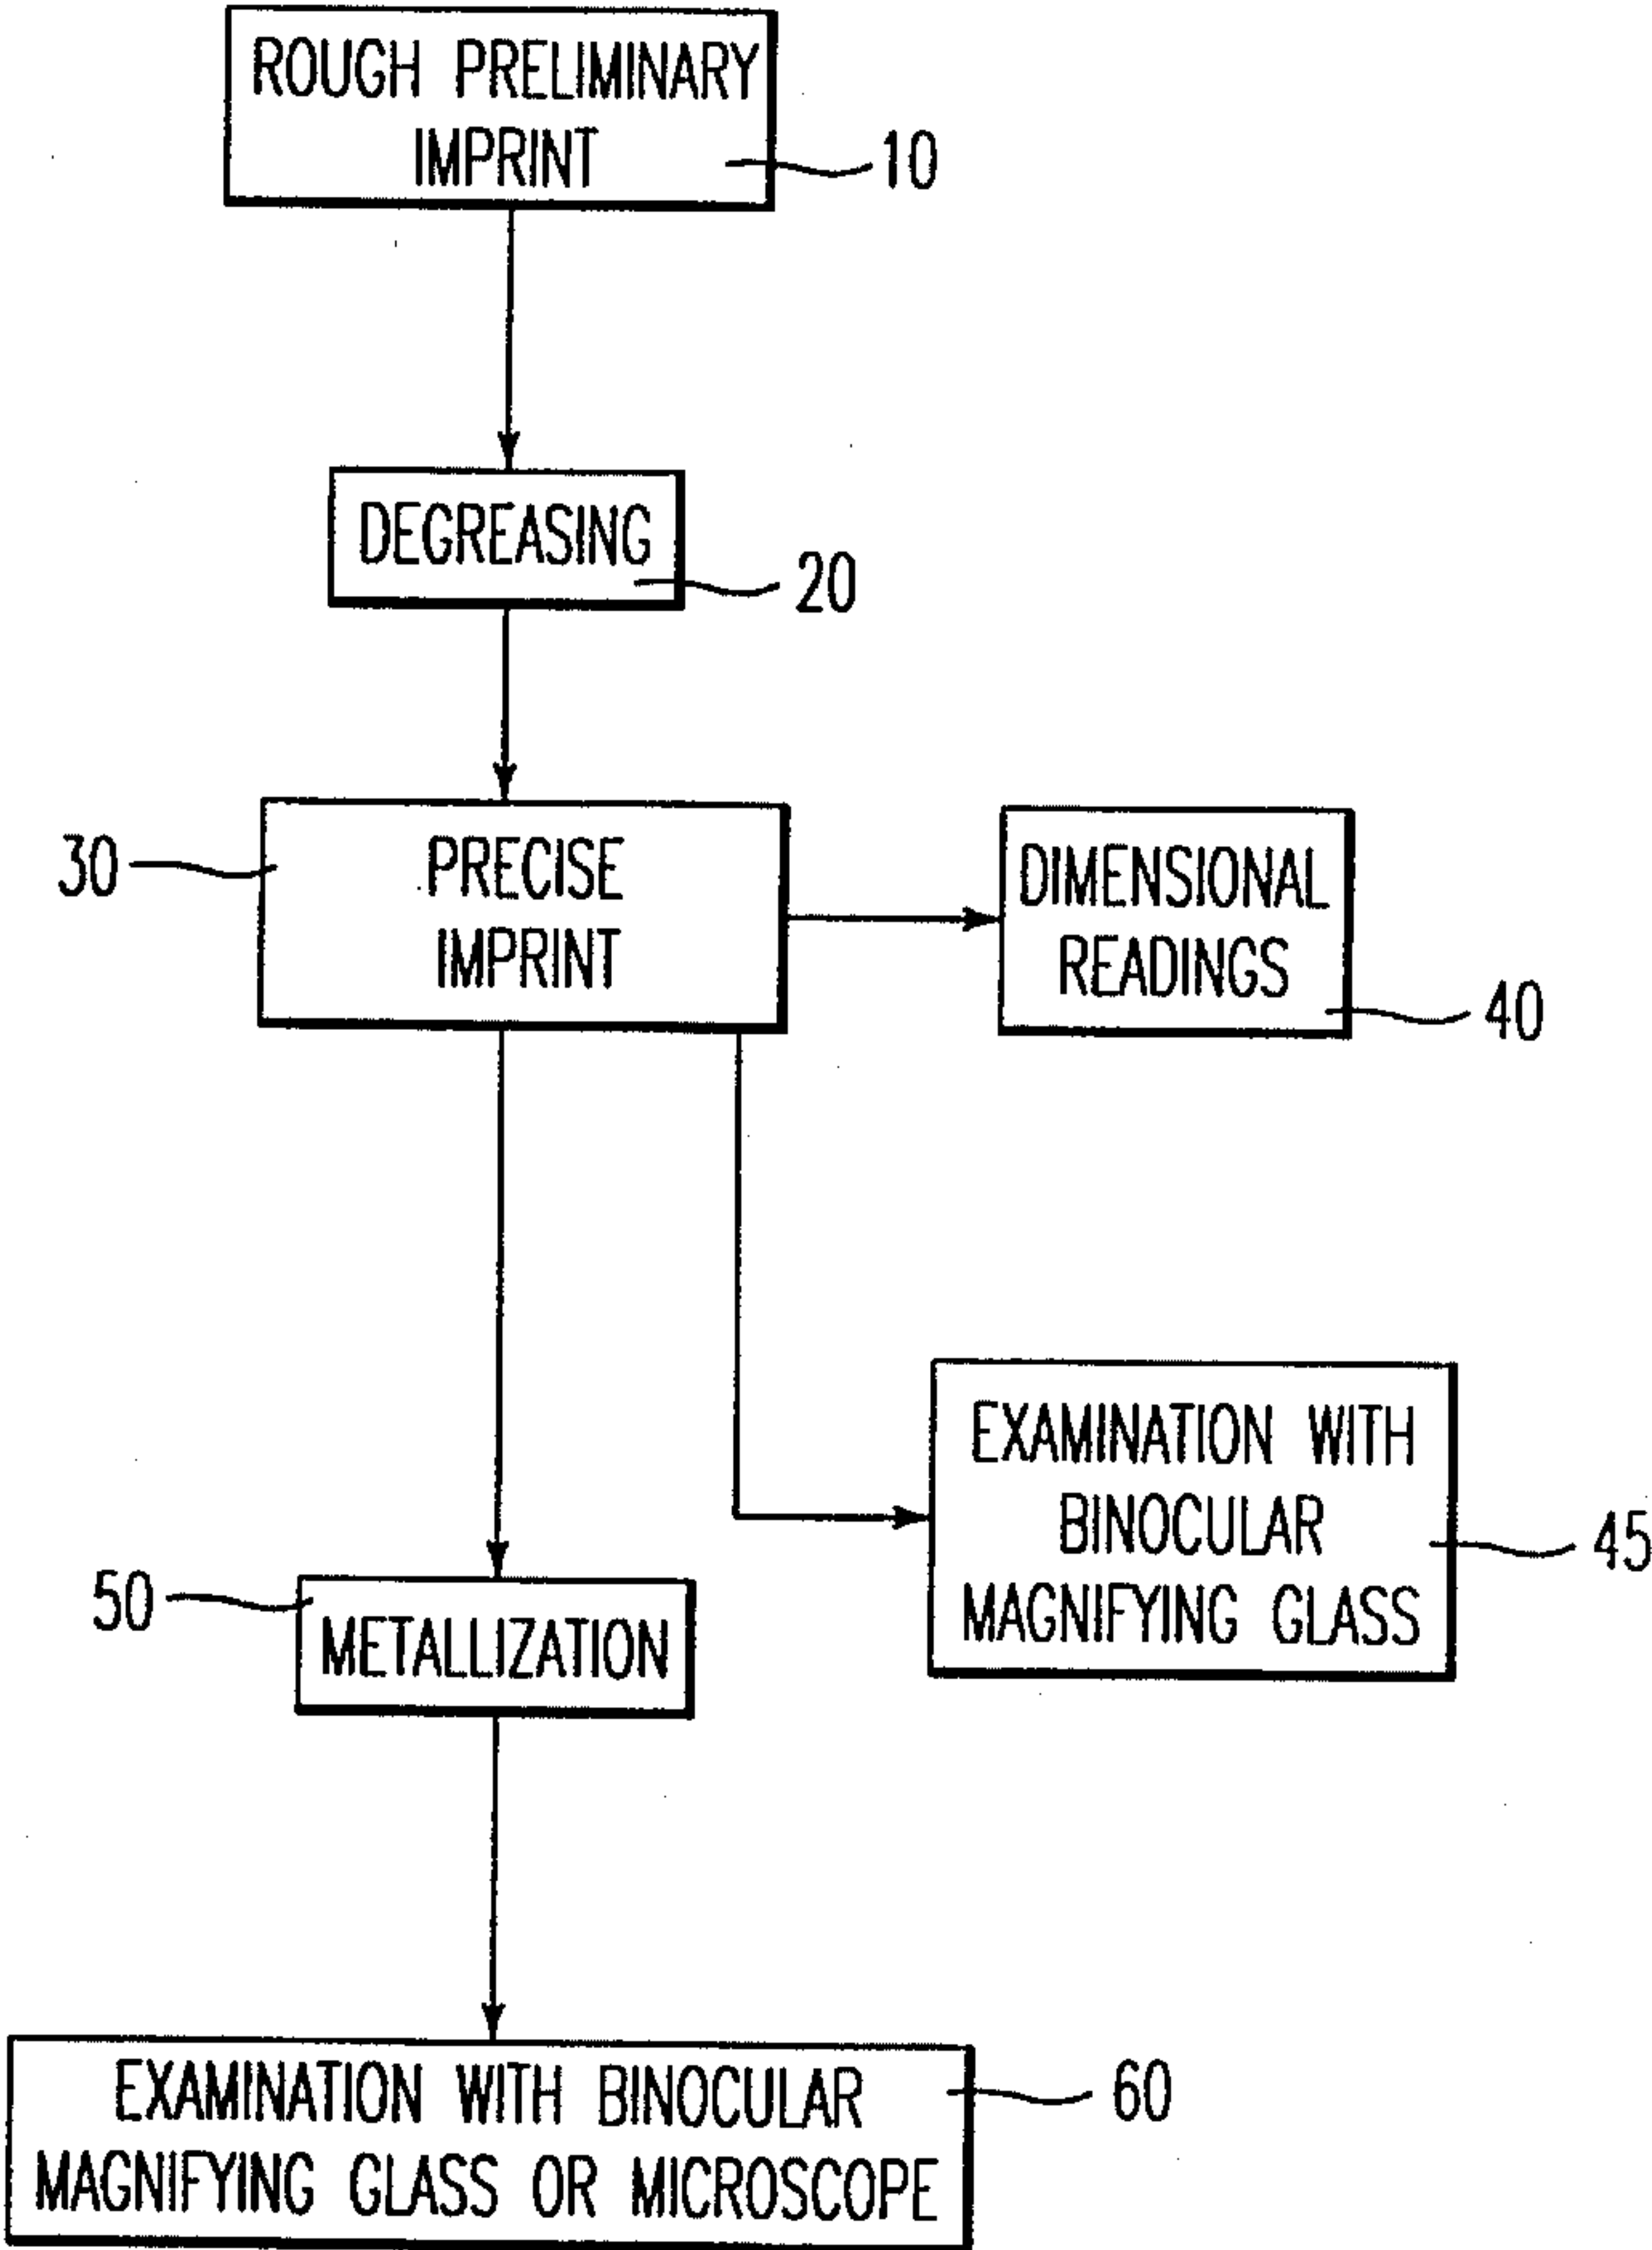 ROUGH PRELIMINARY
IMPRINT
10
DEGREASING
20
30
PRECISE
IMPRINT
DIMENSIONAL
READINGS
40
EXAMINATION WITH
BINOCULAR
MAGNIFYING GLASS
45
50
METALLIZATION
EXAMINATION WITH BINOCULAR
MAGNIFYING GLASS OR MICROSCOPE
60